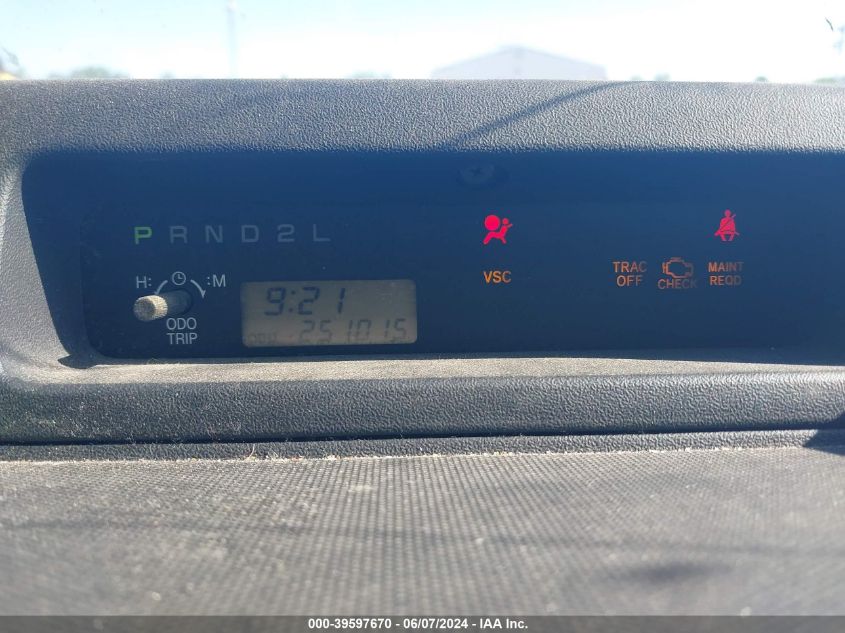 P R N D 2 L
H: :M
ODO
TRIP
9:21
ODO 251015
VSC
TRAC
OFF
CHECK
MAINT
REQD
000-39597670 - 06/07/2024 - IAA Inc.